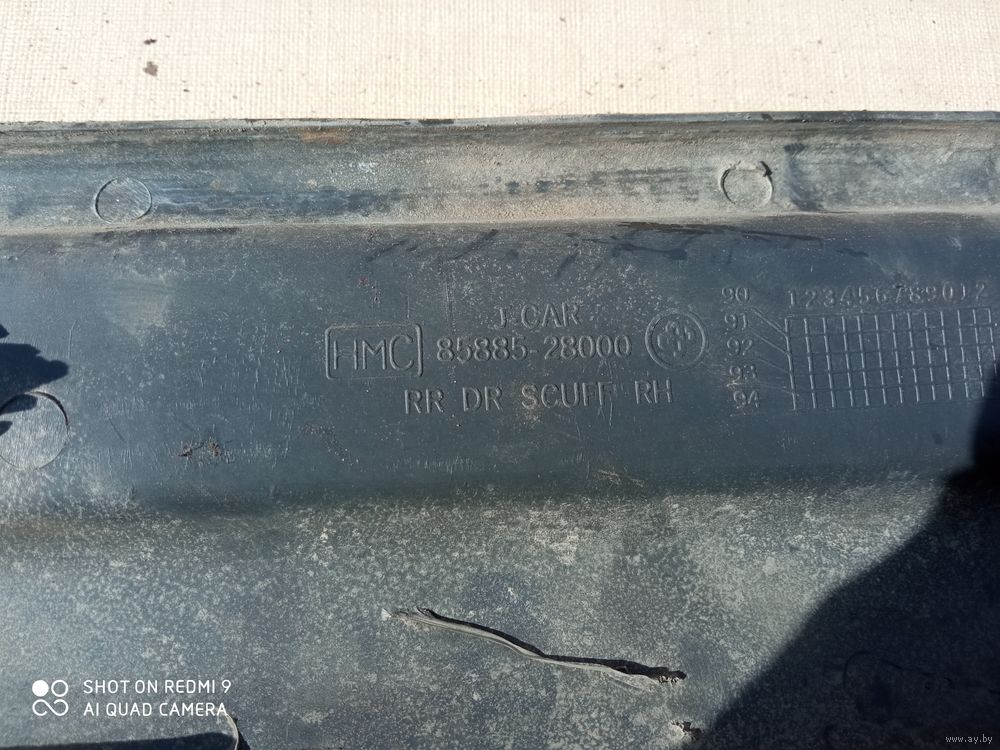 J-CAR
HMC 85885-28000
RR DR SCUFF RH
90 123456789012
91
92
93
94
SHOT ON REDMI 9
AI QUAD CAMERA
www.ay.by